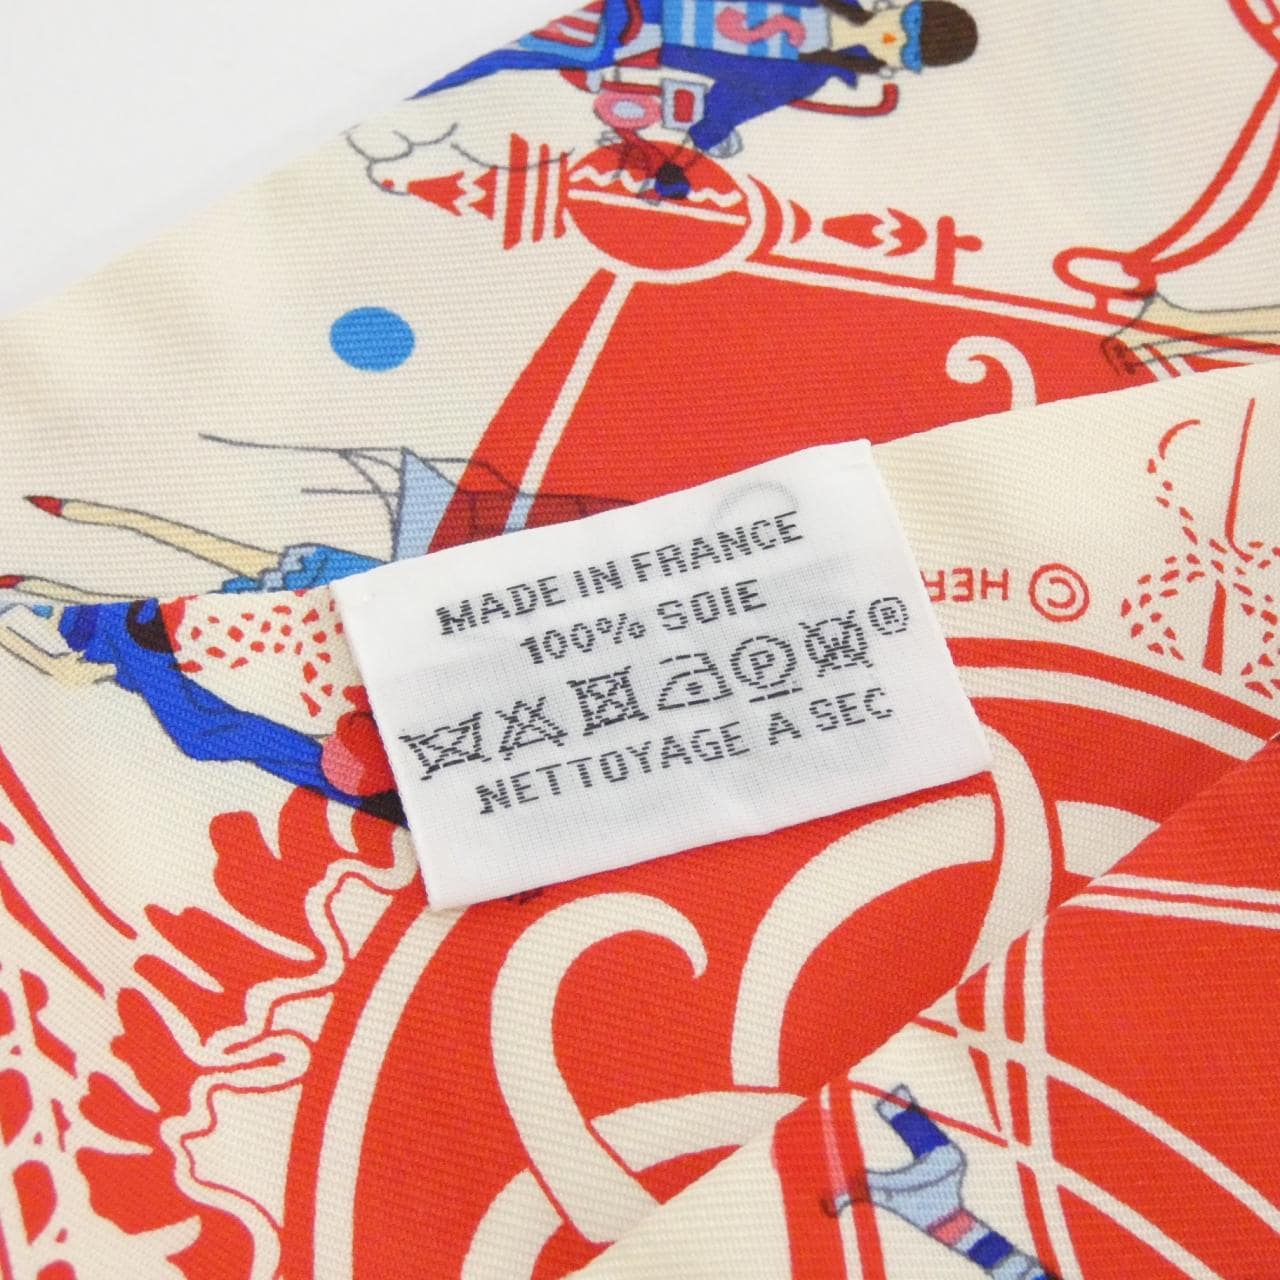 MADE IN FRANCE
100% SOIE
P W ®
NETTOYAGE A SEC
© HER
S